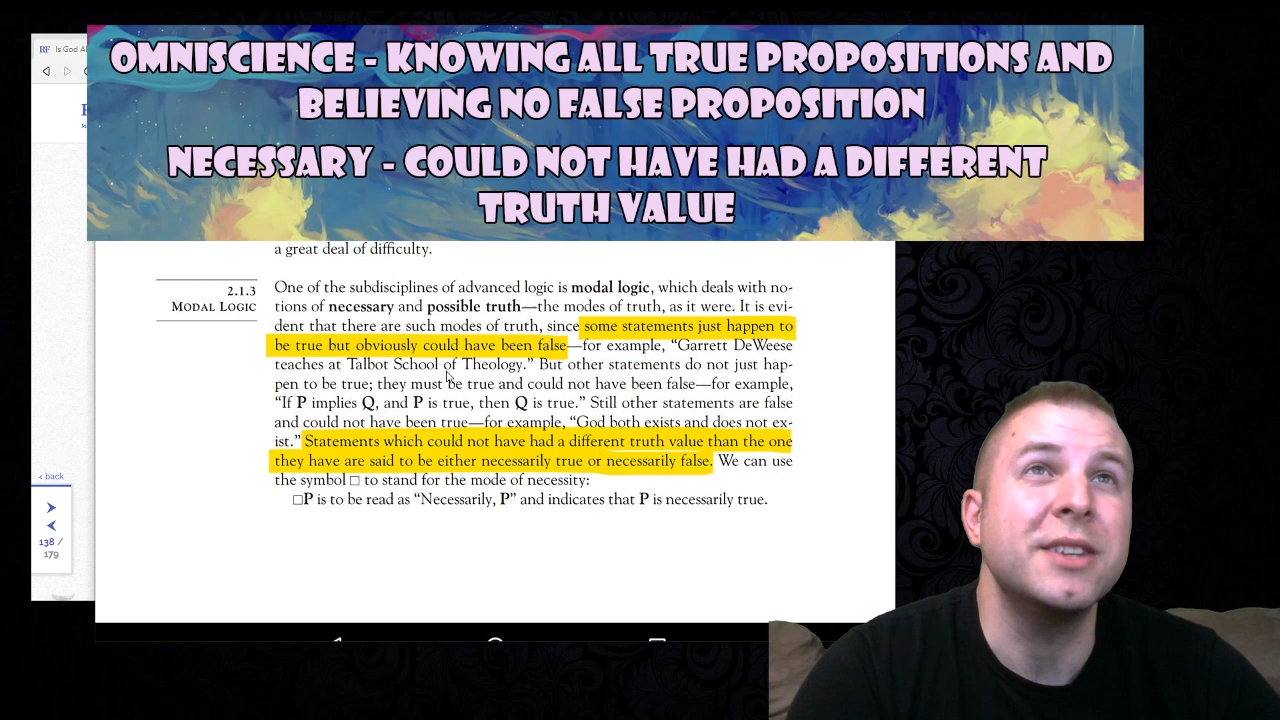 RF Is God Al
OMNISCIENCE - KNOWING ALL TRUE PROPOSITIONS AND
BELIEVING NO FALSE PROPOSITION
NECESSARY - COULD NOT HAVE HAD A DIFFERENT
TRUTH VALUE
a great deal of difficulty.
2.1.3
MODAL LOGIC
One of the subdisciplines of advanced logic is modal logic, which deals with no-
tions of necessary and possible truth—the modes of truth, as it were. It is evi-
dent that there are such modes of truth, since some statements just happen to
be true but obviously could have been false—for example, “Garrett DeWeese
teaches at Talbot School of Theology.” But other statements do not just hap-
pen to be true; they must be true and could not have been false—for example,
“If P implies Q, and P is true, then Q is true.” Still other statements are false
and could not have been true—for example, “God both exists and does not ex-
ist.” Statements which could not have had a different truth value than the one
they have are said to be either necessarily true or necessarily false. We can use
the symbol □ to stand for the mode of necessity:
□P is to be read as “Necessarily, P” and indicates that P is necessarily true.
< back
138 /
179